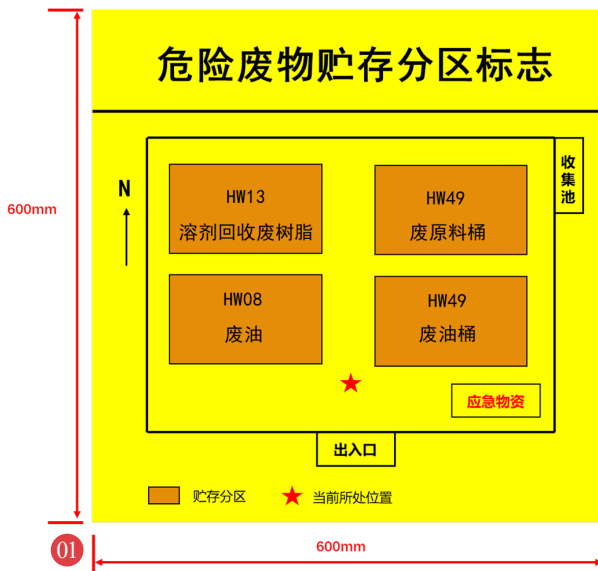 危险废物贮存分区标志
收集池
N
600mm
HW13
溶剂回收废树脂
HW49
废原料桶
HW08
废油
HW49
废油桶
应急物资
出入口
贮存分区
当前所处位置
01
600mm